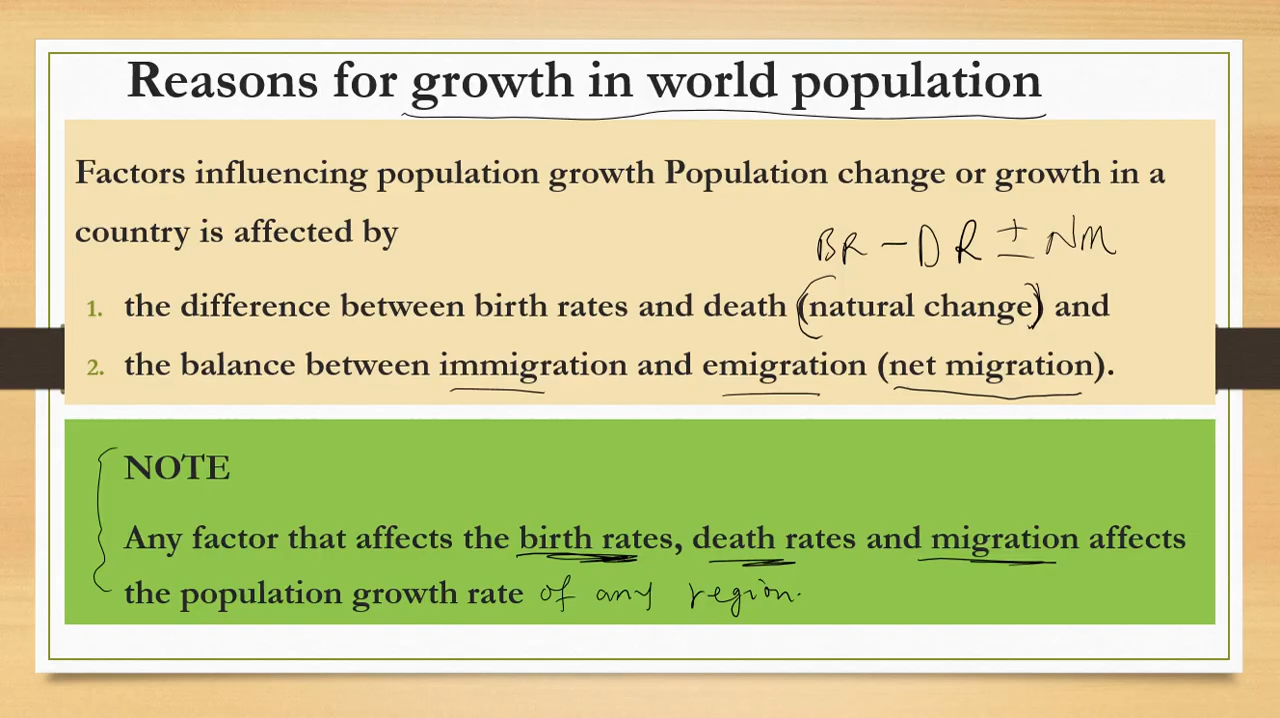 Reasons for growth in world population
Factors influencing population growth Population change or growth in a
country is affected by
BR - DR ± NM
1. the difference between birth rates and death (natural change) and
2. the balance between immigration and emigration (net migration).
NOTE
Any factor that affects the birth rates, death rates and migration affects
the population growth rate of any region.